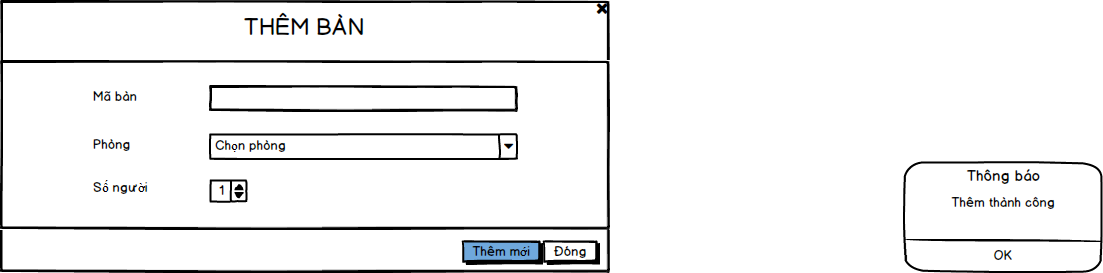 THÊM BÀN
Mã bàn
Phòng
Chọn phòng
Số người
1
Thêm mới
Đóng
Thông báo
Thêm thành công
OK